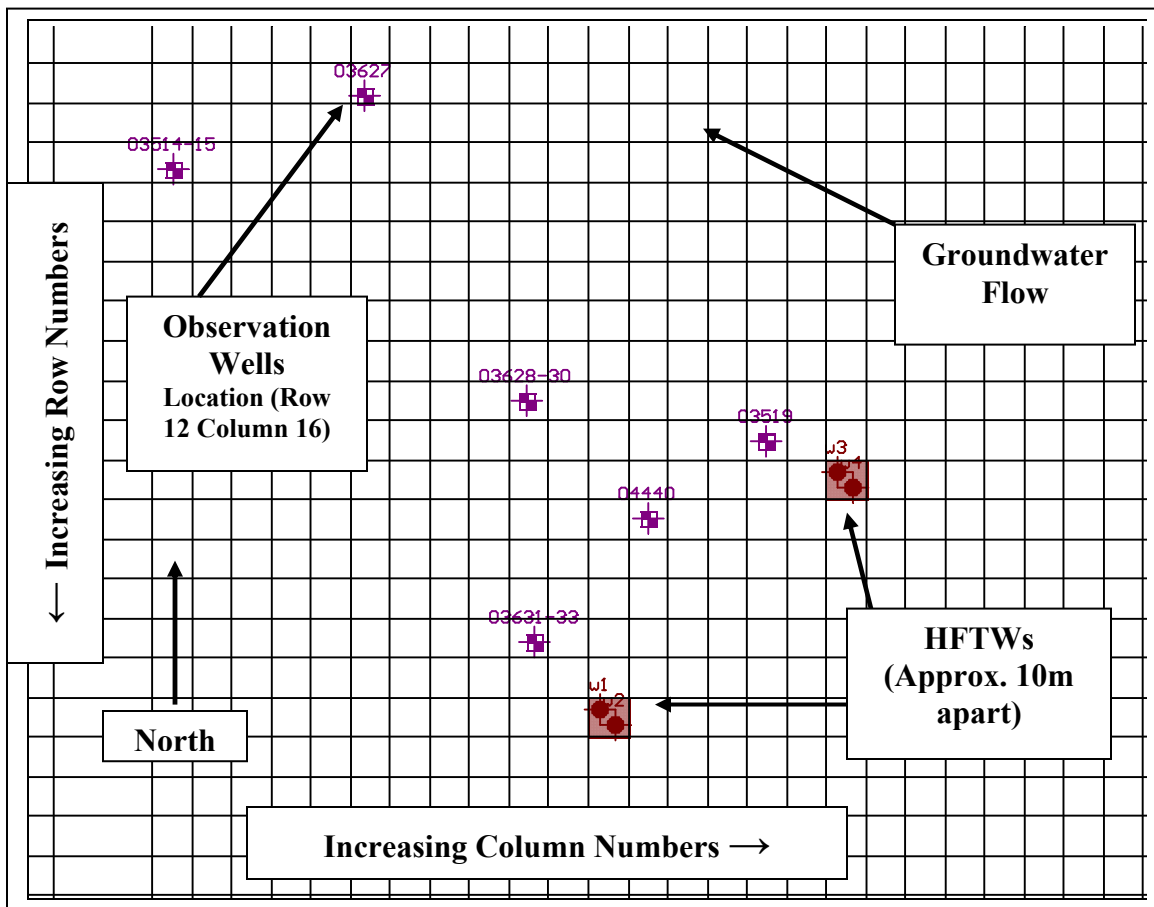 03627
03514-15
← Increasing Row Numbers
Groundwater
Flow
Observation
Wells
Location (Row
12 Column 16)
03628-30
03519
w3
04440
03631-33
w1
HFTWs
(Approx. 10m
apart)
North
Increasing Column Numbers →